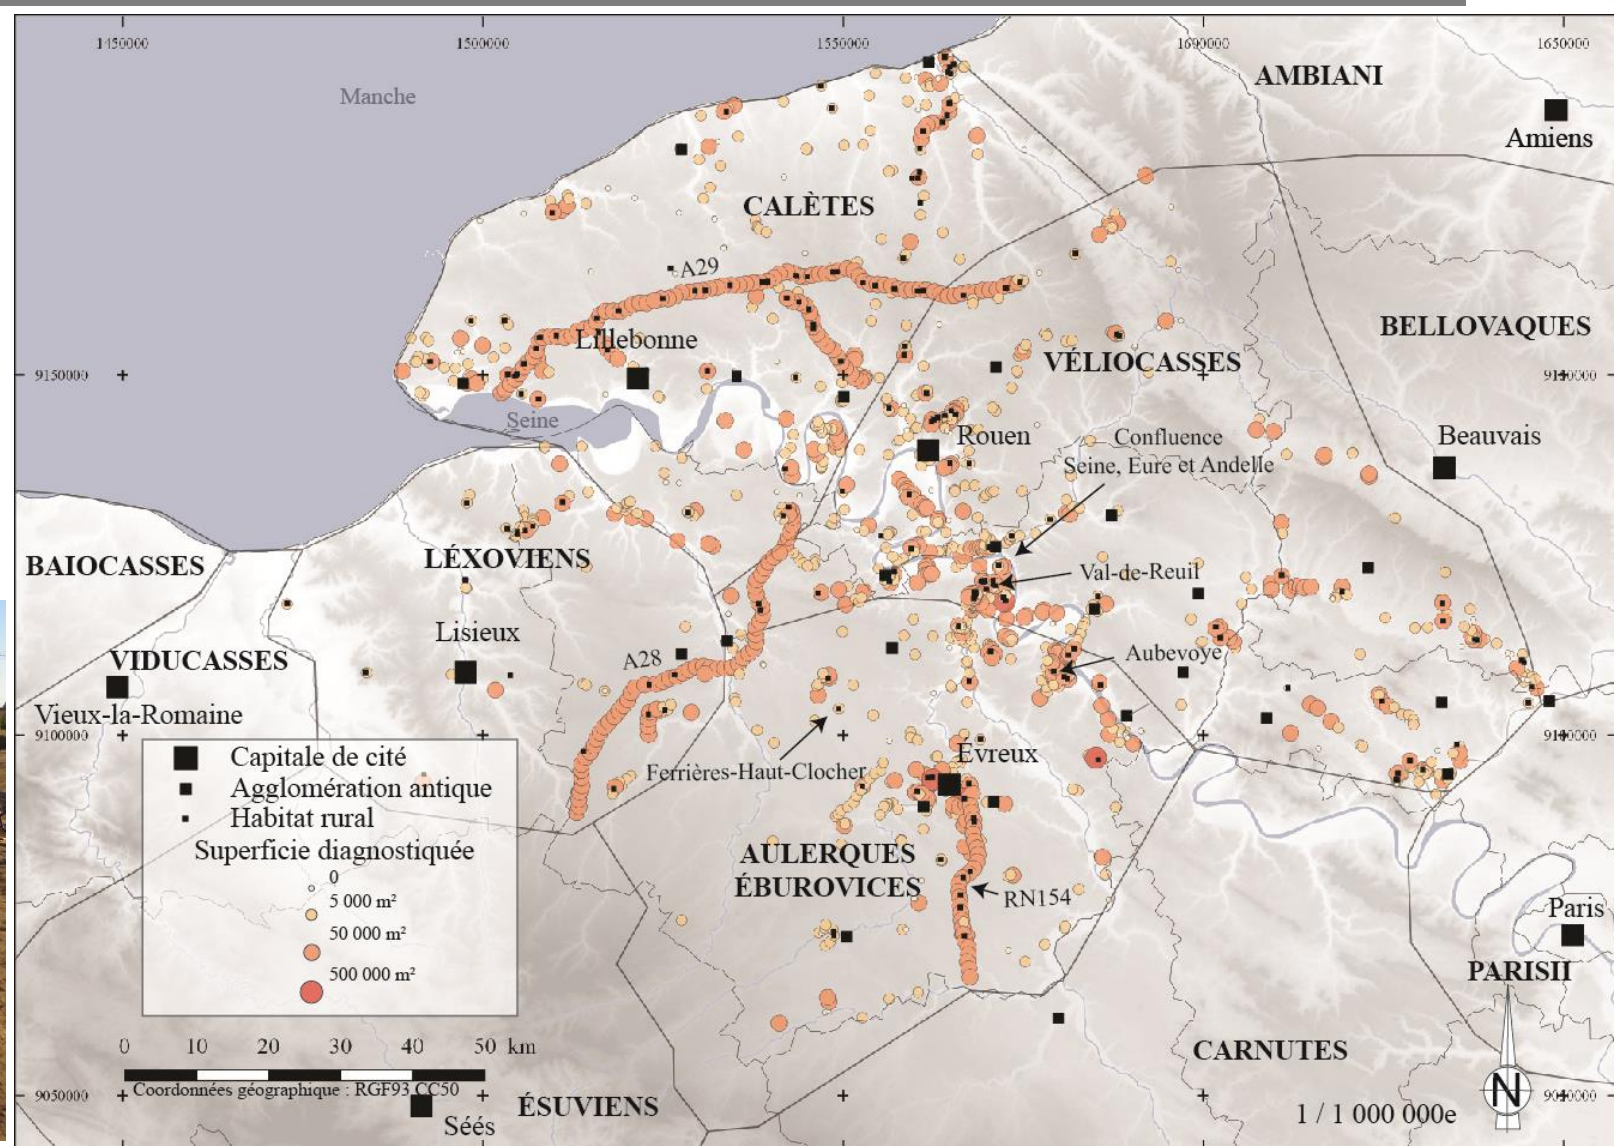 1450000
1500000
1550000
1600000
1650000
AMBIANI
Manche
Amiens
CALÈTES
A29
BELLOVAQUES
Lillebonne
VÉLIOCASSES
9150000
Seine
Rouen
Confluence
Seine, Eure et Andelle
Beauvais
BAIOCASSES
LÉXOVIENS
Val-de-Reuil
Lisieux
VIDUCASSES
A28
Aubevoye
Vieux-la-Romaine
9100000
Évreux
Ferrières-Haut-Clocher
Capitale de cité
Agglomération antique
Habitat rural
Superficie diagnostiquée
0
5 000 m²
50 000 m²
500 000 m²
AULERQUES
ÉBUROVICES
RN154
Paris
PARISII
0 10 20 30 40 50 km
Coordonnées géographique : RGF93 CC50
CARNUTES
9050000
ÉSUVIENS
Séés
N
1 / 1 000 000e